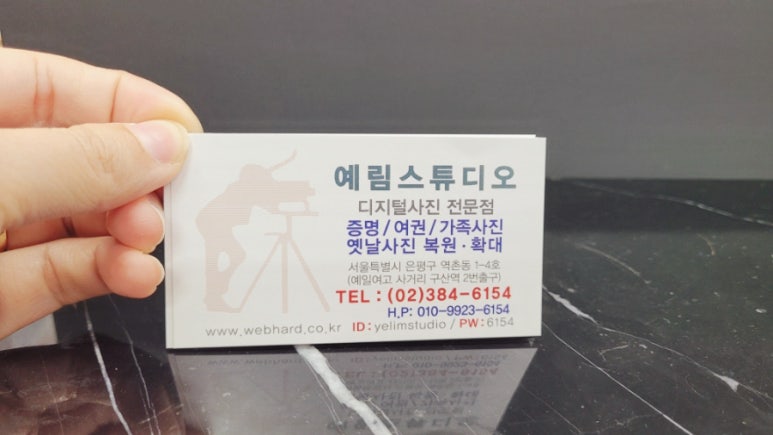 예림스튜디오
디지털사진 전문점
증명/여권/가족사진
옛날사진 복원·확대
서울특별시 은평구 역촌동 1-4호
(예일여고 사거리 구산역 2번출구)
TEL : (02)384-6154
H.P: 010-9923-6154
www.webhard.co.kr ID:yelimstudio / PW:6154